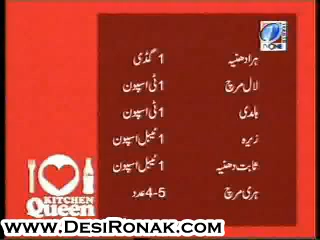 ہرا دھنیہ 1 گڈی
لال مرچ 1 ٹی اسپون
ہلدی 1 ٹی اسپون
زیرہ 1 ٹیبل اسپون
ثابت دھنیہ 1 ٹیبل اسپون
ہری مرچ 4-5 عدد
KITCHEN
Queen
WWW.DESIRONAK.COM